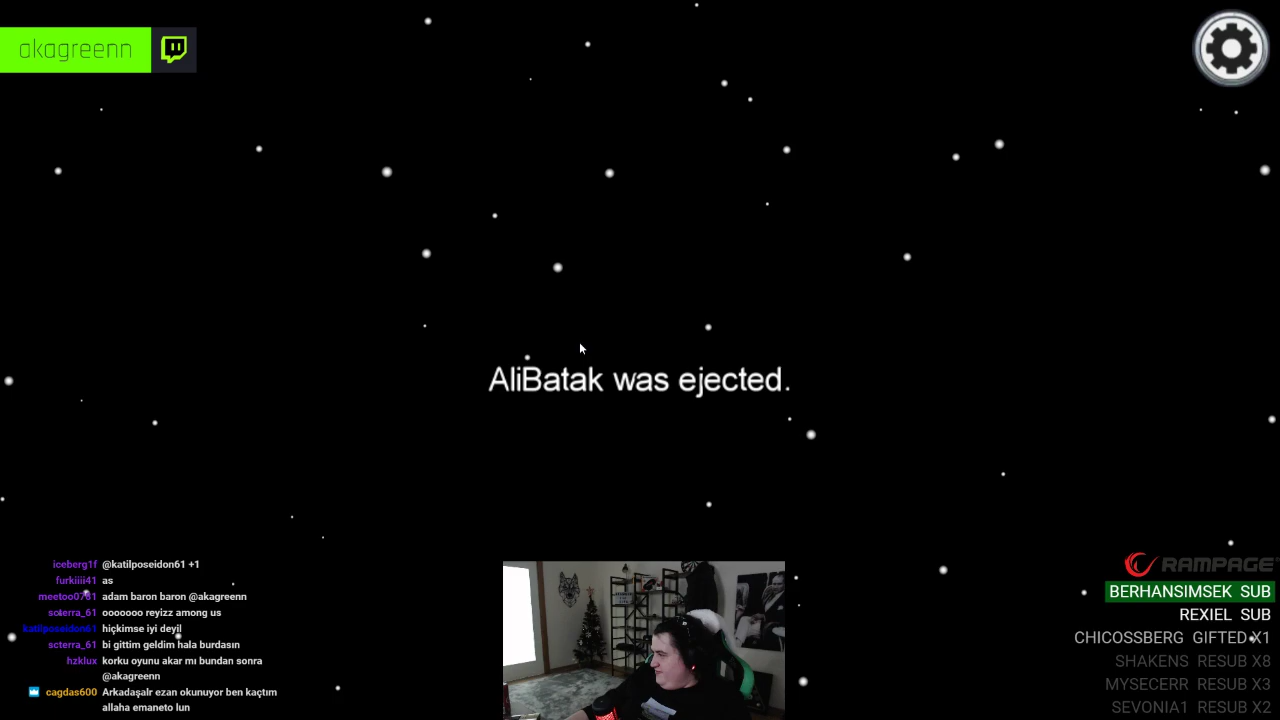 akagreenn
AliBatak was ejected.
iceberg1f @katilposeidon61 +1
furkiiii41 as
meetoo0781 adam baron baron @akagreenn
scterra_61 ooooooo reyizz among us
katilposeidon61 hiçkimse iyi deyil
scterra_61 bi gittim geldim hala burdasın
hzklux korku oyunu akar mı bundan sonra
@akagreenn
cagdas600 Arkadaşalr ezan okunuyor ben kaçtım
allaha emaneto lun
RAMPAGE
BERHANSIMSEK SUB
REXIEL SUB
CHICOSSBERG GIFTED X1
SHAKENS RESUB X8
MYSECERR RESUB X3
SEVONIA1 RESUB X2